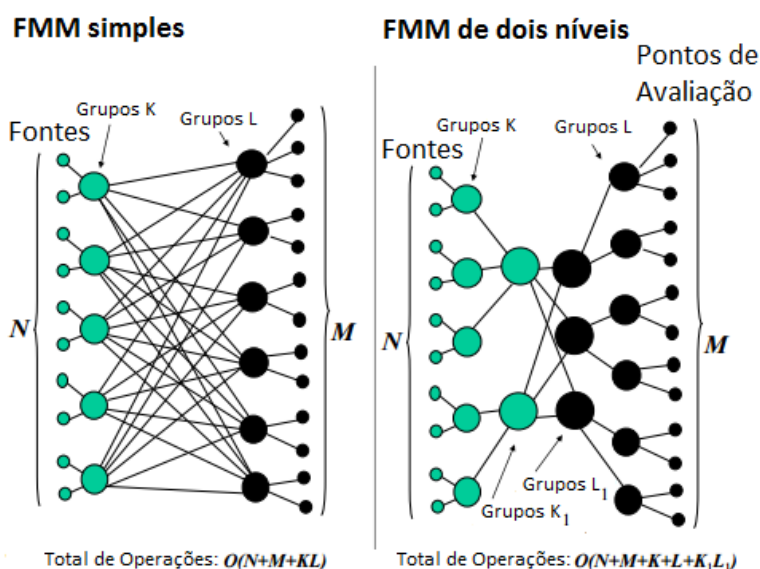 FMM simples
Grupos K
Grupos L
Fontes
N
M
Total de Operações: O(N+M+KL)
FMM de dois níveis
Pontos de
Avaliação
Grupos K
Grupos L
Fontes
N
M
Grupos L₁
Grupos K₁
Total de Operações: O(N+M+K+L+K₁L₁)